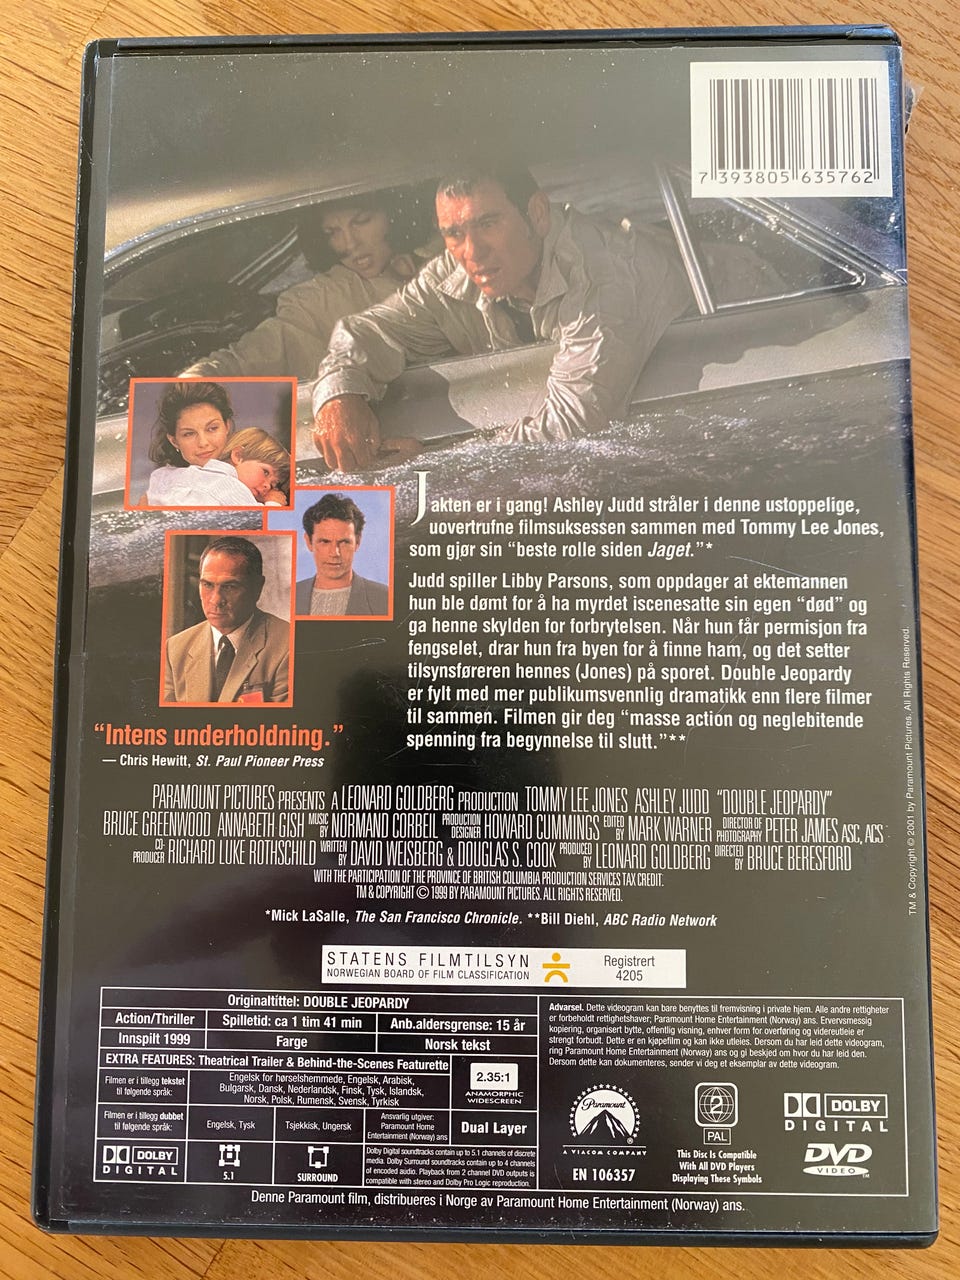 7 393805 635762
Jakten er i gang! Ashley Judd stråler i denne ustoppelige,
uovertrufne filmsuksessen sammen med Tommy Lee Jones,
som gjør sin “beste rolle siden Jaget.”*
Judd spiller Libby Parsons, som oppdager at ektemannen
hun ble dømt for å ha myrdet iscenesatte sin egen “død” og
ga henne skylden for forbrytelsen. Når hun får permisjon fra
fengselet, drar hun fra byen for å finne ham, og det setter
tilsynsføreren hennes (Jones) på sporet. Double Jeopardy
er fylt med mer publikumsvennlig dramatikk enn flere filmer
til sammen. Filmen gir deg “masse action og neglebitende
spenning fra begynnelse til slutt.”**
“Intens underholdning.”
— Chris Hewitt, St. Paul Pioneer Press
PARAMOUNT PICTURES PRESENTS A LEONARD GOLDBERG PRODUCTION TOMMY LEE JONES ASHLEY JUDD “DOUBLE JEOPARDY”
BRUCE GREENWOOD ANNABETH GISH MUSIC BY NORMAND CORBEIL PRODUCTION DESIGNER HOWARD CUMMINGS EDITED BY MARK WARNER DIRECTOR OF PHOTOGRAPHY PETER JAMES ASC, ACS
CO-PRODUCER RICHARD LUKE ROTHSCHILD WRITTEN BY DAVID WEISBERG & DOUGLAS S. COOK PRODUCED BY LEONARD GOLDBERG DIRECTED BY BRUCE BERESFORD
WITH THE PARTICIPATION OF THE PROVINCE OF BRITISH COLUMBIA PRODUCTION SERVICES TAX CREDIT.
TM & COPYRIGHT © 1999 BY PARAMOUNT PICTURES. ALL RIGHTS RESERVED.
*Mick LaSalle, The San Francisco Chronicle. **Bill Diehl, ABC Radio Network
TM & Copyright © 2001 by Paramount Pictures. All Rights Reserved.
STATENS FILMTILSYN
NORWEGIAN BOARD OF FILM CLASSIFICATION
Registrert
4205
Originaltittel: DOUBLE JEOPARDY
Action/Thriller Spilletid: ca 1 tim 41 min Anb.aldersgrense: 15 år
Innspilt 1999 Farge Norsk tekst
EXTRA FEATURES: Theatrical Trailer & Behind-the-Scenes Featurette
Filmen er i tillegg tekstet
til følgende språk:
Engelsk for hørselshemmede, Engelsk, Arabisk,
Bulgarsk, Dansk, Nederlandsk, Finsk, Tysk, Islandsk,
Norsk, Polsk, Rumensk, Svensk, Tyrkisk
2.35:1
ANAMORPHIC
WIDESCREEN
Filmen er i tillegg dubbet
til følgende språk:
Engelsk, Tysk
Tsjekkisk, Ungersk
Ansvarlig utgiver:
Paramount Home
Entertainment (Norway) ans
Dual Layer
DOLBY
DIGITAL
5.1
SURROUND
Dolby Digital soundtracks contain up to 5.1 channels of discrete
media. Dolby Surround soundtracks contain up to 4 channels
of encoded audio. Playback from 2 channel DVD outputs is
compatible with stereo and Dolby Pro Logic reproduction.
Advarsel. Dette videogram kan bare benyttes til fremvisning i private hjem. Alle andre rettigheter
er forbeholdt rettighetshaver; Paramount Home Entertainment (Norway) ans. Ervervsmessig
kopiering, organisert bytte, offentlig visning, enhver form for overføring og videreutleie er
strengt forbudt. Dette er en kjøpefilm og kan ikke utleies. Dersom du har leid dette videogram,
ring Paramount Home Entertainment (Norway) ans og gi beskjed om hvor du har leid den.
Dersom dette kan dokumenteres, sender vi deg et eksemplar av dette videogram.
Paramount
A VIACOM COMPANY
EN 106357
2
PAL
This Disc Is Compatible
With All DVD Players
Displaying These Symbols
DOLBY
DIGITAL
DVD
VIDEO
TM
Denne Paramount film, distribueres i Norge av Paramount Home Entertainment (Norway) ans.